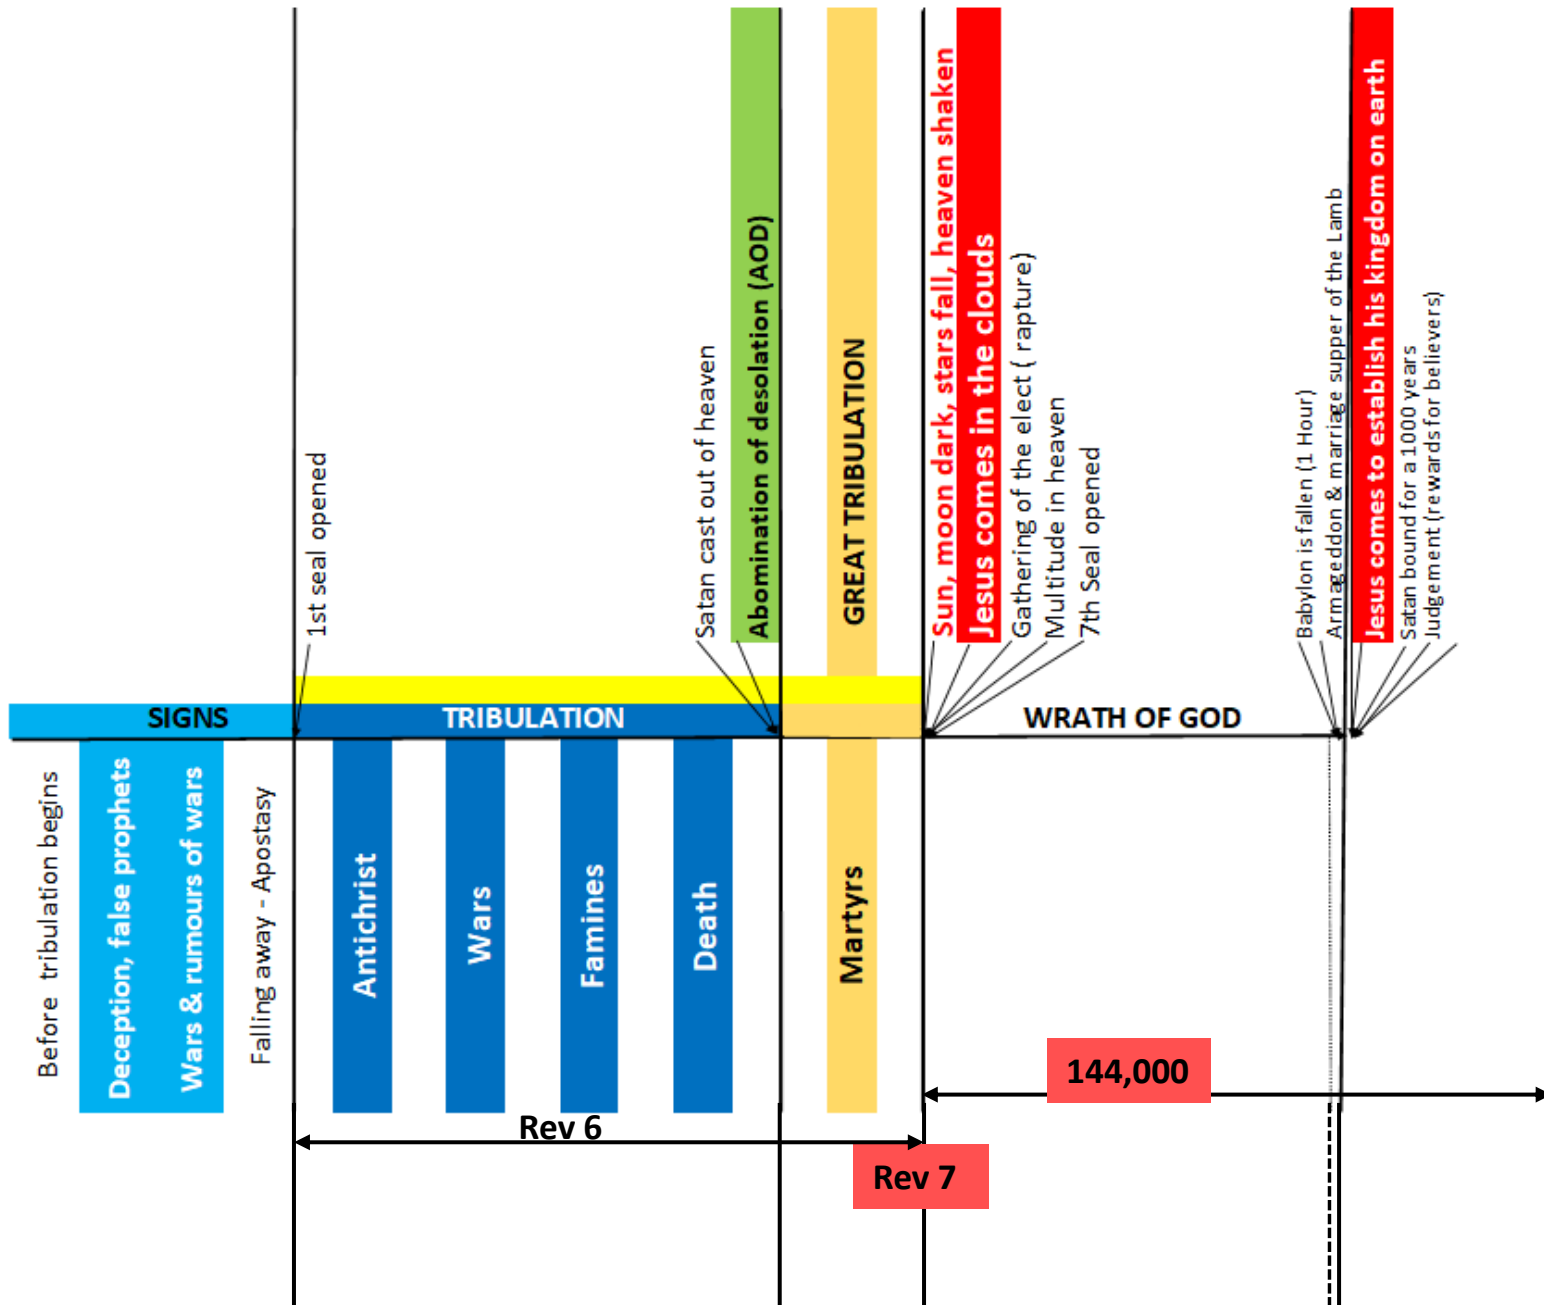 1st seal opened
Satan cast out of heaven
Abomination of desolation (AOD)
GREAT TRIBULATION
Sun, moon dark, stars fall, heaven shaken
Jesus comes in the clouds
Gathering of the elect ( rapture)
Multitude in heaven
7th Seal opened
Babylon is fallen (1 Hour)
Armageddon & marriage supper of the Lamb
Jesus comes to establish his kingdom on earth
Satan bound for a 1000 years
Judgement (rewards for believers)
SIGNS
TRIBULATION
WRATH OF GOD
Before tribulation begins
Deception, false prophets
Wars & rumours of wars
Falling away - Apostasy
Antichrist
Wars
Famines
Death
Martyrs
144,000
Rev 6
Rev 7